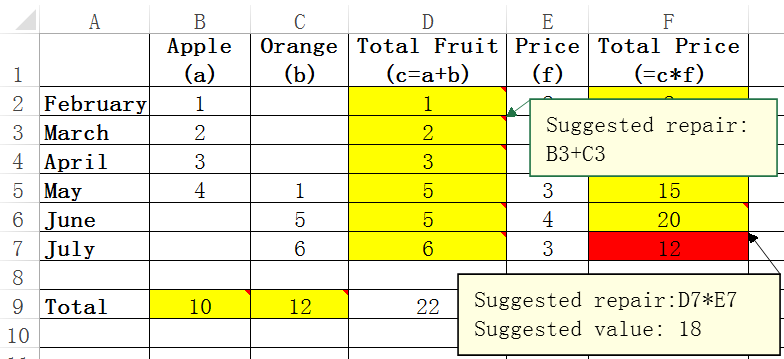 A B C D E F
Apple Orange Total Fruit Price Total Price
1 (a) (b) (c=a+b) (f) (=c*f)
2 February 1 1
3 March 2 2
4 April 3 3
5 May 4 1 5 3 15
6 June 5 5 4 20
7 July 6 6 3 12
8
9 Total 10 12 22
10
Suggested repair:
B3+C3
Suggested repair:D7*E7
Suggested value: 18